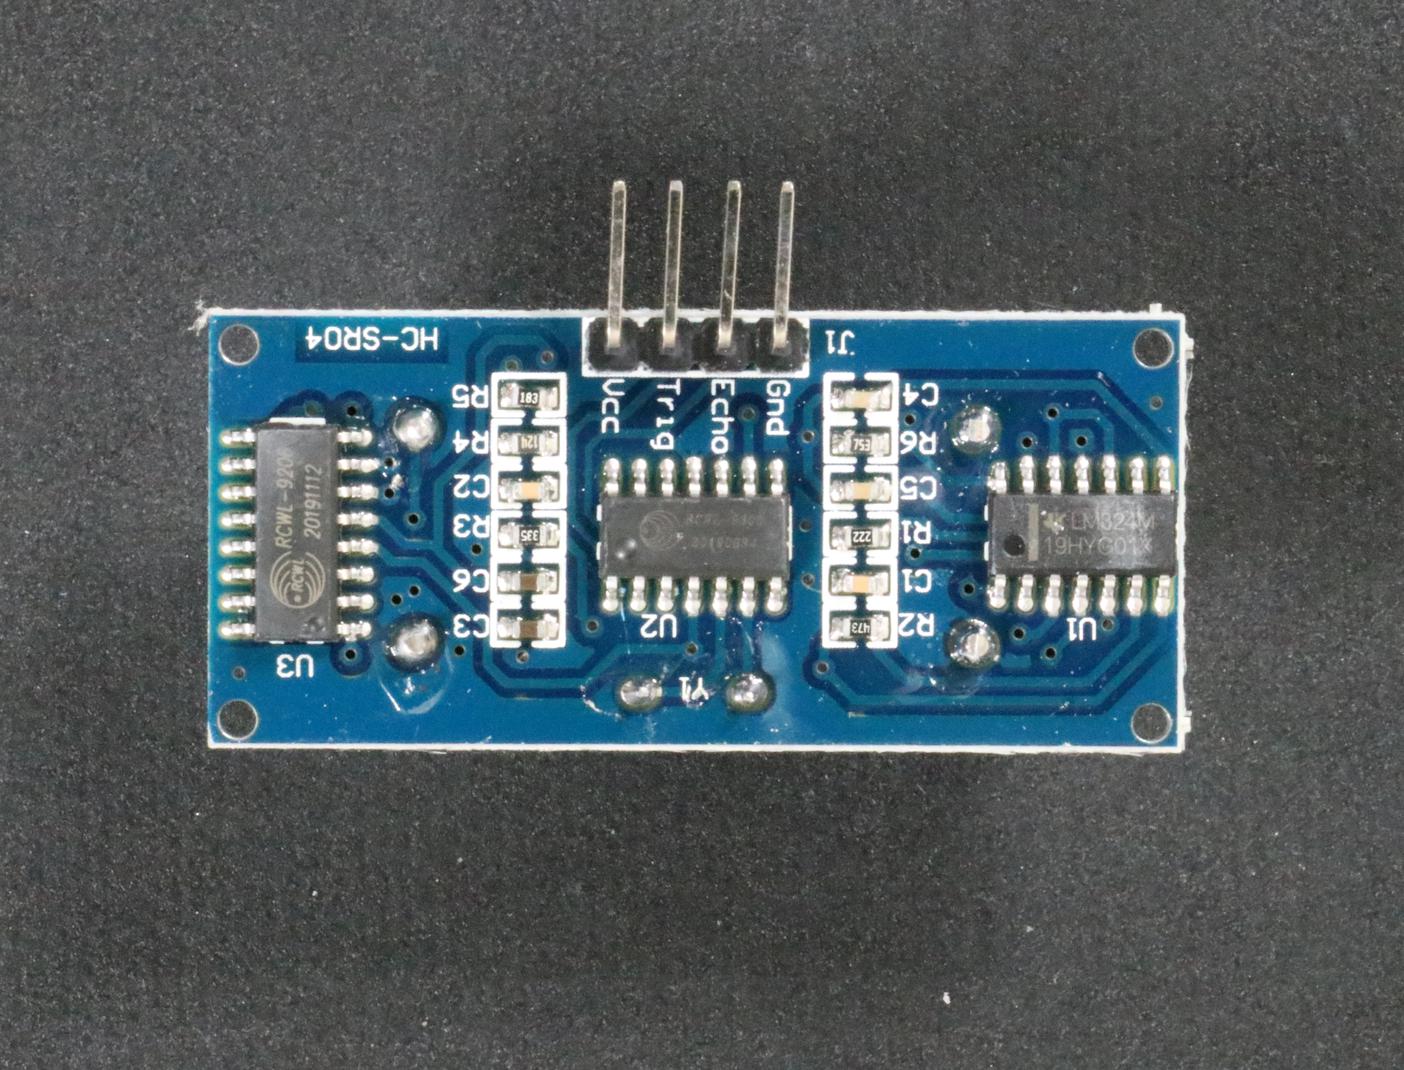 HC-SR04
J1
Vcc
Trig
Echo
Gnd
R5
183
R4
124
C2
R3
335
C6
C3
C4
R6
C5
R1
222
C1
R2
473
RCWL-9206
20191112
RCWL
U3
U2
Y1
LM324M
U1